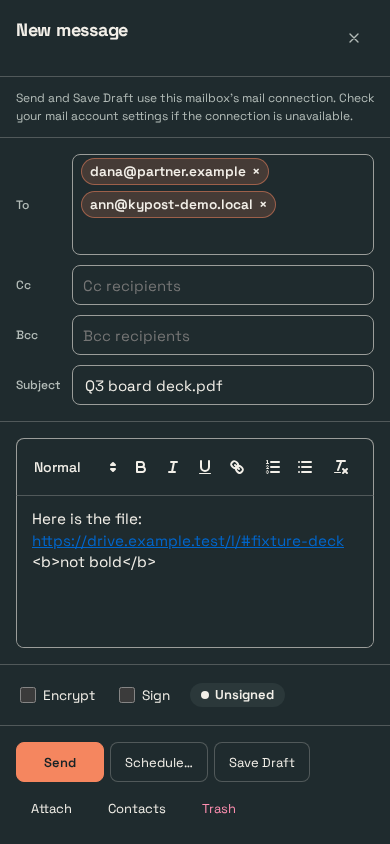 New message
×
Send and Save Draft use this mailbox's mail connection. Check
your mail account settings if the connection is unavailable.
To
dana@partner.example ×
ann@kypost-demo.local ×
Cc
Cc recipients
Bcc
Bcc recipients
Subject
Q3 board deck.pdf
Normal B I U
Here is the file:
https://drive.example.test/l/#fixture-deck
<b>not bold</b>
Encrypt Sign Unsigned
Send Schedule… Save Draft
Attach Contacts Trash